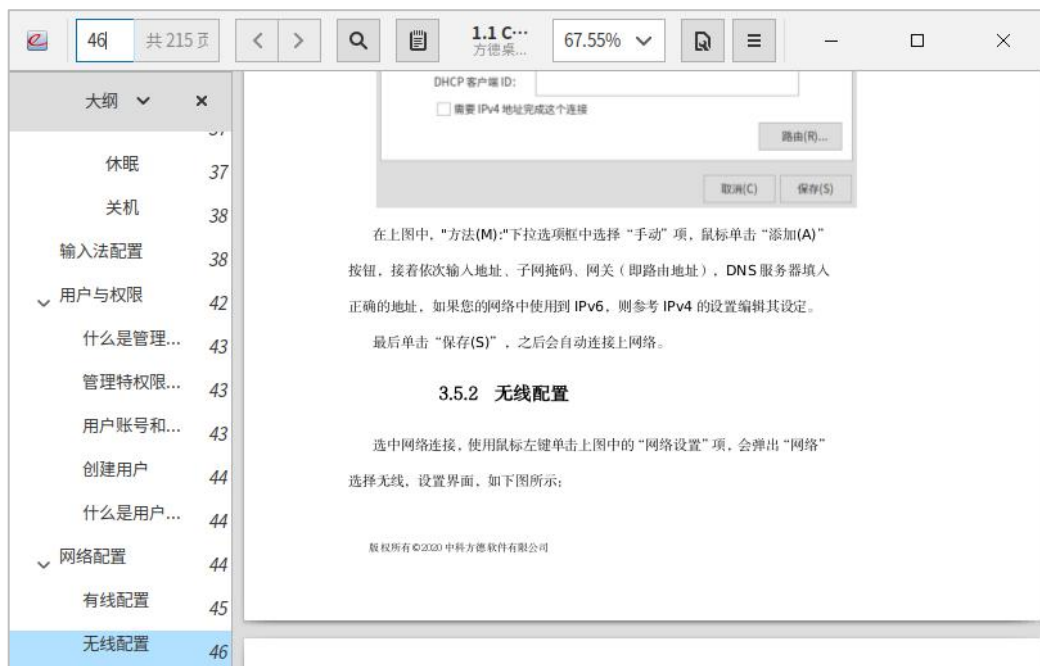 46 共 215 页 1.1 C… 67.55%
方德桌...
大纲
休眠 37
关机 38
输入法配置 38
用户与权限 42
什么是管理... 43
管理特权限... 43
用户账号和... 43
创建用户 44
什么是用户... 44
网络配置 44
有线配置 45
无线配置 46
DHCP 客户端 ID:
需要 IPv4 地址完成这个连接
路由(R)...
取消(C) 保存(S)
在上图中，"方法(M):"下拉选项框中选择“手动”项，鼠标单击“添加(A)”
按钮，接着依次输入地址、子网掩码、网关（即路由地址），DNS 服务器填入
正确的地址，如果您的网络中使用到 IPv6，则参考 IPv4 的设置编辑其设定。
最后单击“保存(S)”，之后会自动连接上网络。
3.5.2 无线配置
选中网络连接，使用鼠标左键单击上图中的“网络设置”项，会弹出“网络”
选择无线，设置界面，如下图所示；
版权所有©2020 中科方德软件有限公司